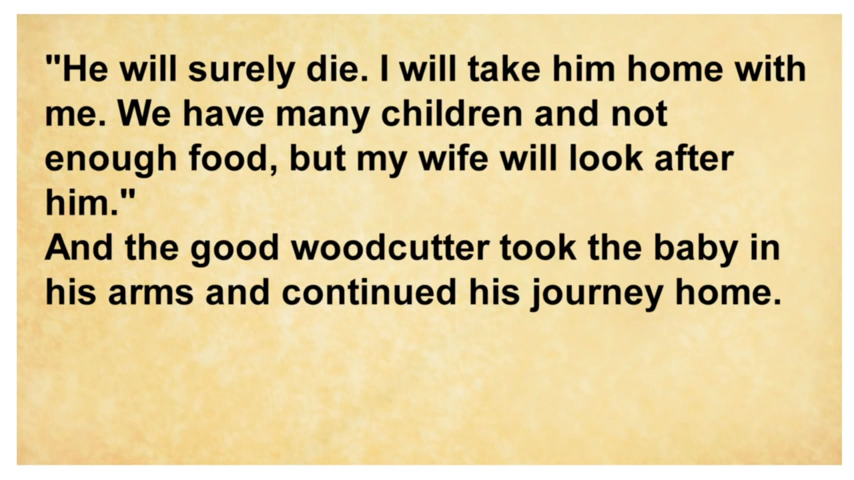 "He will surely die. I will take him home with
me. We have many children and not
enough food, but my wife will look after
him."
And the good woodcutter took the baby in
his arms and continued his journey home.